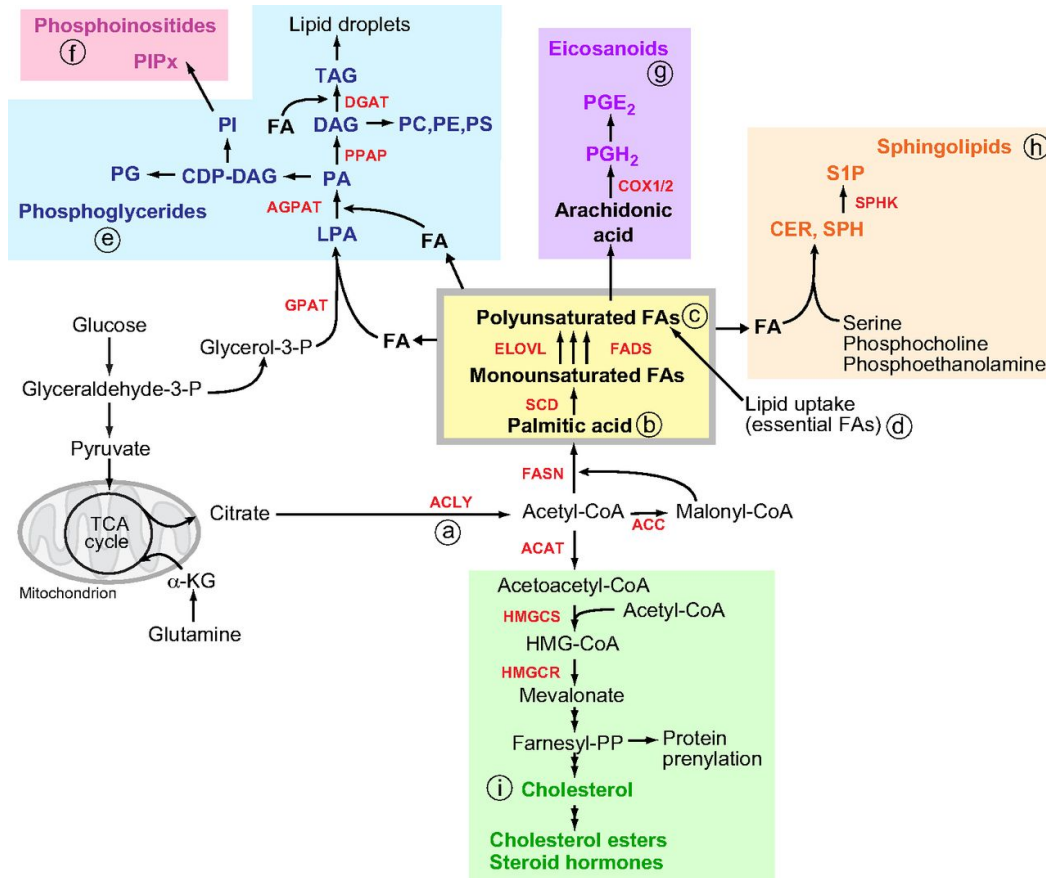 Phosphoinositides
f
PIPx
Lipid droplets
TAG
DGAT
FA
DAG
PC,PE,PS
PI
PPAP
PG
CDP-DAG
PA
AGPAT
Phosphoglycerides
e
LPA
FA
Eicosanoids
g
PGE2
PGH2
COX1/2
Arachidonic
acid
Sphingolipids
h
S1P
SPHK
CER, SPH
FA
Serine
Phosphocholine
Phosphoethanolamine
GPAT
Glucose
Glycerol-3-P
FA
Glyceraldehyde-3-P
Pyruvate
Polyunsaturated FAs
c
ELOVL
FADS
Monounsaturated FAs
SCD
Palmitic acid
b
Lipid uptake
(essential FAs)
d
FASN
TCA
cycle
Citrate
ACLY
a
Acetyl-CoA
ACC
Malonyl-CoA
Mitochondrion
α-KG
Glutamine
ACAT
Acetoacetyl-CoA
HMGCS
Acetyl-CoA
HMG-CoA
HMGCR
Mevalonate
Farnesyl-PP
Protein
prenylation
i
Cholesterol
Cholesterol esters
Steroid hormones